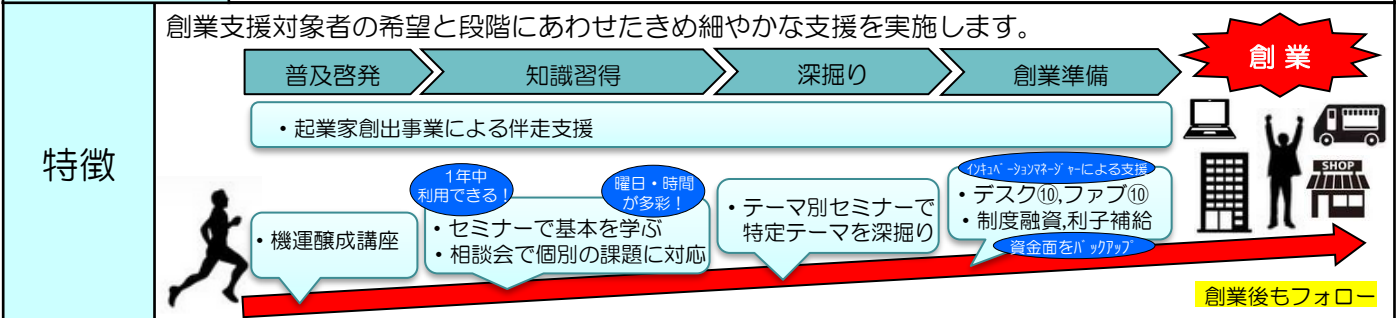 特徴
創業支援対象者の希望と段階にあわせたきめ細やかな支援を実施します。
普及啓発
知識習得
深掘り
創業準備
創業
・起業家創出事業による伴走支援
・機運醸成講座
1年中
利用できる!
曜日・時間
が多彩!
・セミナーで基本を学ぶ
・相談会で個別の課題に対応
・テーマ別セミナーで
特定テーマを深掘り
インキュベーションマネージャーによる支援
・デスク⑩,ファブ⑩
・制度融資,利子補給
資金面をバックアップ
SHOP
創業後もフォロー